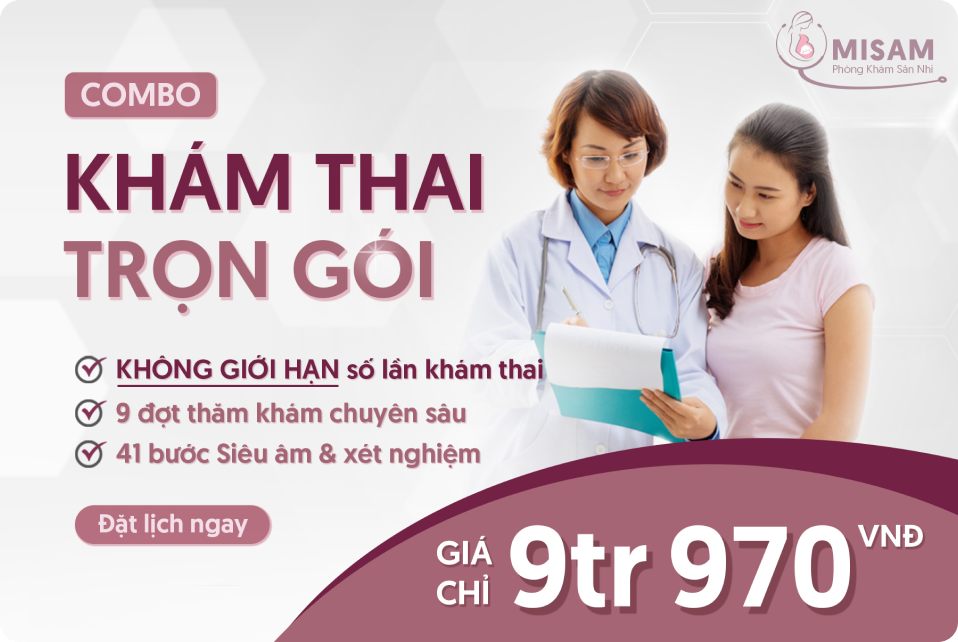 MISAM
Phòng Khám Sản Nhi
COMBO
KHÁM THAI
TRỌN GÓI
KHÔNG GIỚI HẠN số lần khám thai
9 đợt thăm khám chuyên sâu
41 bước Siêu âm & xét nghiệm
Đặt lịch ngay
GIÁ
CHỈ
9tr 970 VNĐ